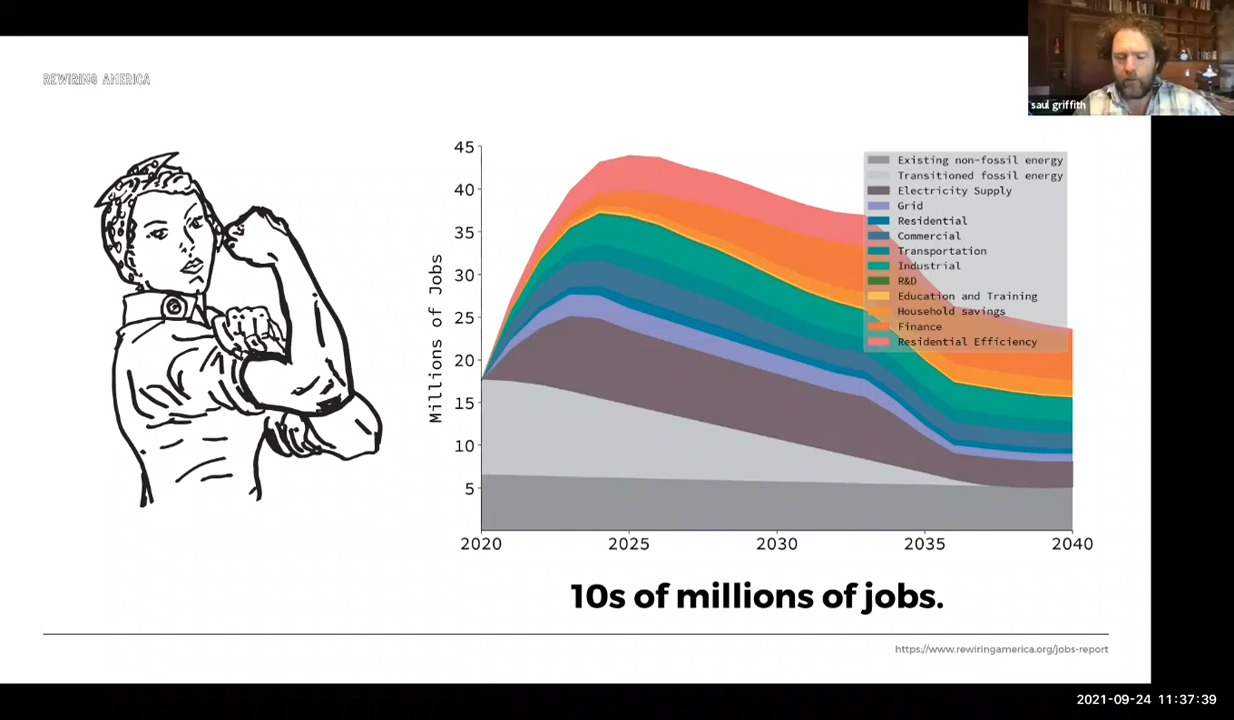 REWIRING AMERICA
saul griffith
Millions of Jobs
45
40
35
30
25
20
15
10
5
2020 2025 2030 2035 2040
Existing non-fossil energy
Transitioned fossil energy
Electricity Supply
Grid
Residential
Commercial
Transportation
Industrial
R&D
Education and Training
Household savings
Finance
Residential Efficiency
10s of millions of jobs.
https://www.rewiringamerica.org/jobs-report
2021-09-24 11:37:39